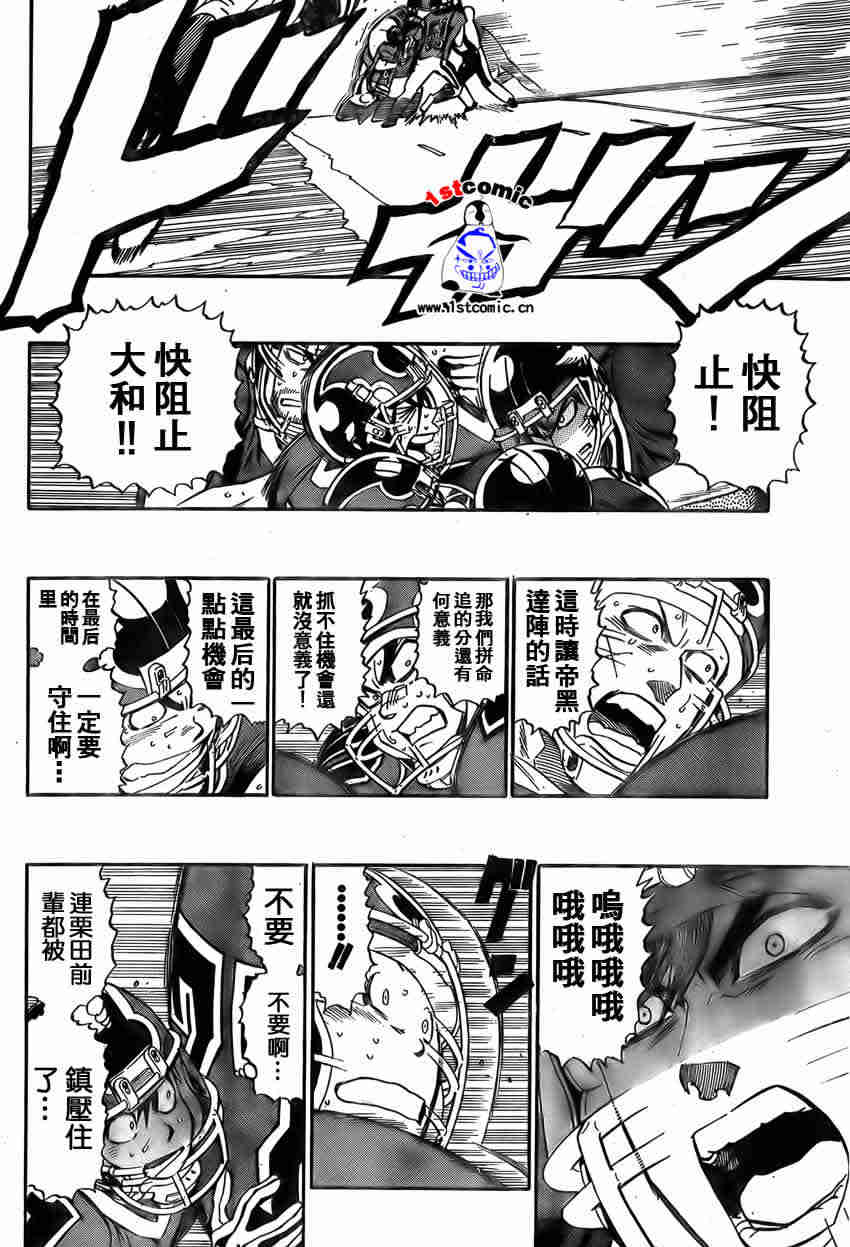 ドザッ
1stcomic
www.1stcomic.cn
快阻
止！
快阻止
大和!!
這時讓帝黑
達陣的話
那我們拼命
追的分還有
何意義
抓不住機會還
就沒意義了！
這最后的一
點點機會
在最后
的時間
里
一定要
守住啊…
嗚哦哦哦
哦哦哦
グ"
……
不要
不要啊…
連栗田前
輩都被
鎮壓住
了…